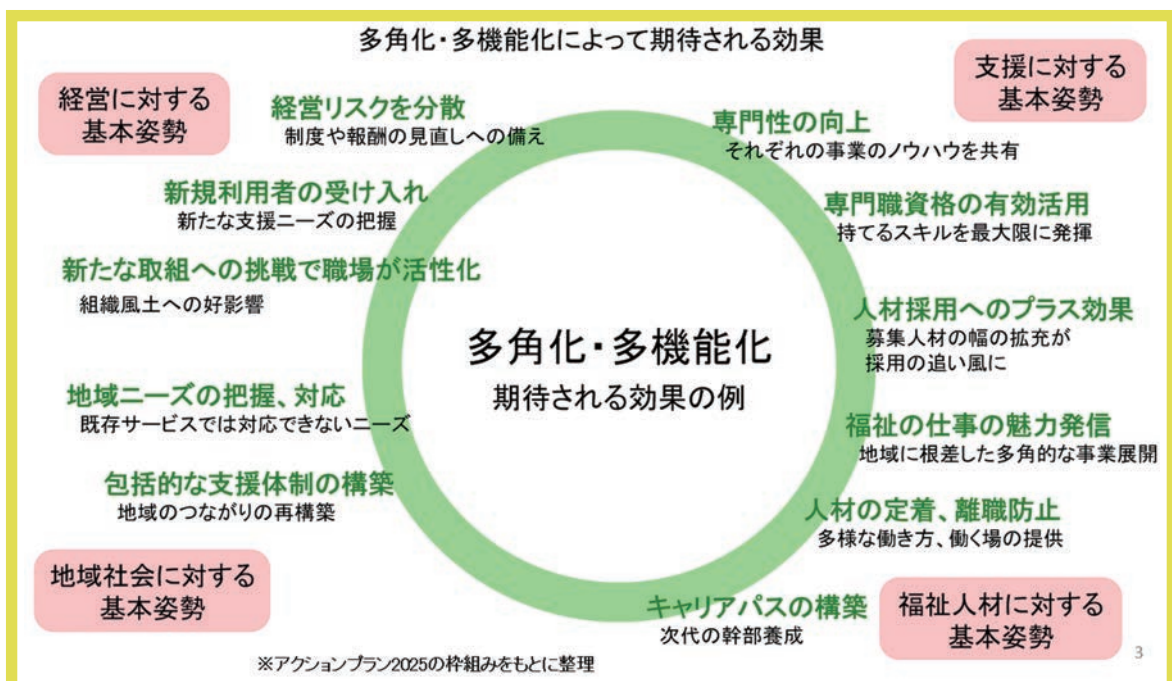 多角化・多機能化によって期待される効果
経営に対する
基本姿勢
経営リスクを分散
制度や報酬の見直しへの備え
新規利用者の受け入れ
新たな支援ニーズの把握
新たな取組への挑戦で職場が活性化
組織風土への好影響
支援に対する
基本姿勢
専門性の向上
それぞれの事業のノウハウを共有
専門職資格の有効活用
持てるスキルを最大限に発揮
多角化・多機能化
期待される効果の例
人材採用へのプラス効果
募集人材の幅の拡充が
採用の追い風に
福祉の仕事の魅力発信
地域に根差した多角的な事業展開
人材の定着、離職防止
多様な働き方、働く場の提供
キャリアパスの構築
次代の幹部養成
福祉人材に対する
基本姿勢
地域ニーズの把握、対応
既存サービスでは対応できないニーズ
包括的な支援体制の構築
地域のつながりの再構築
地域社会に対する
基本姿勢
※アクションプラン2025の枠組みをもとに整理
3